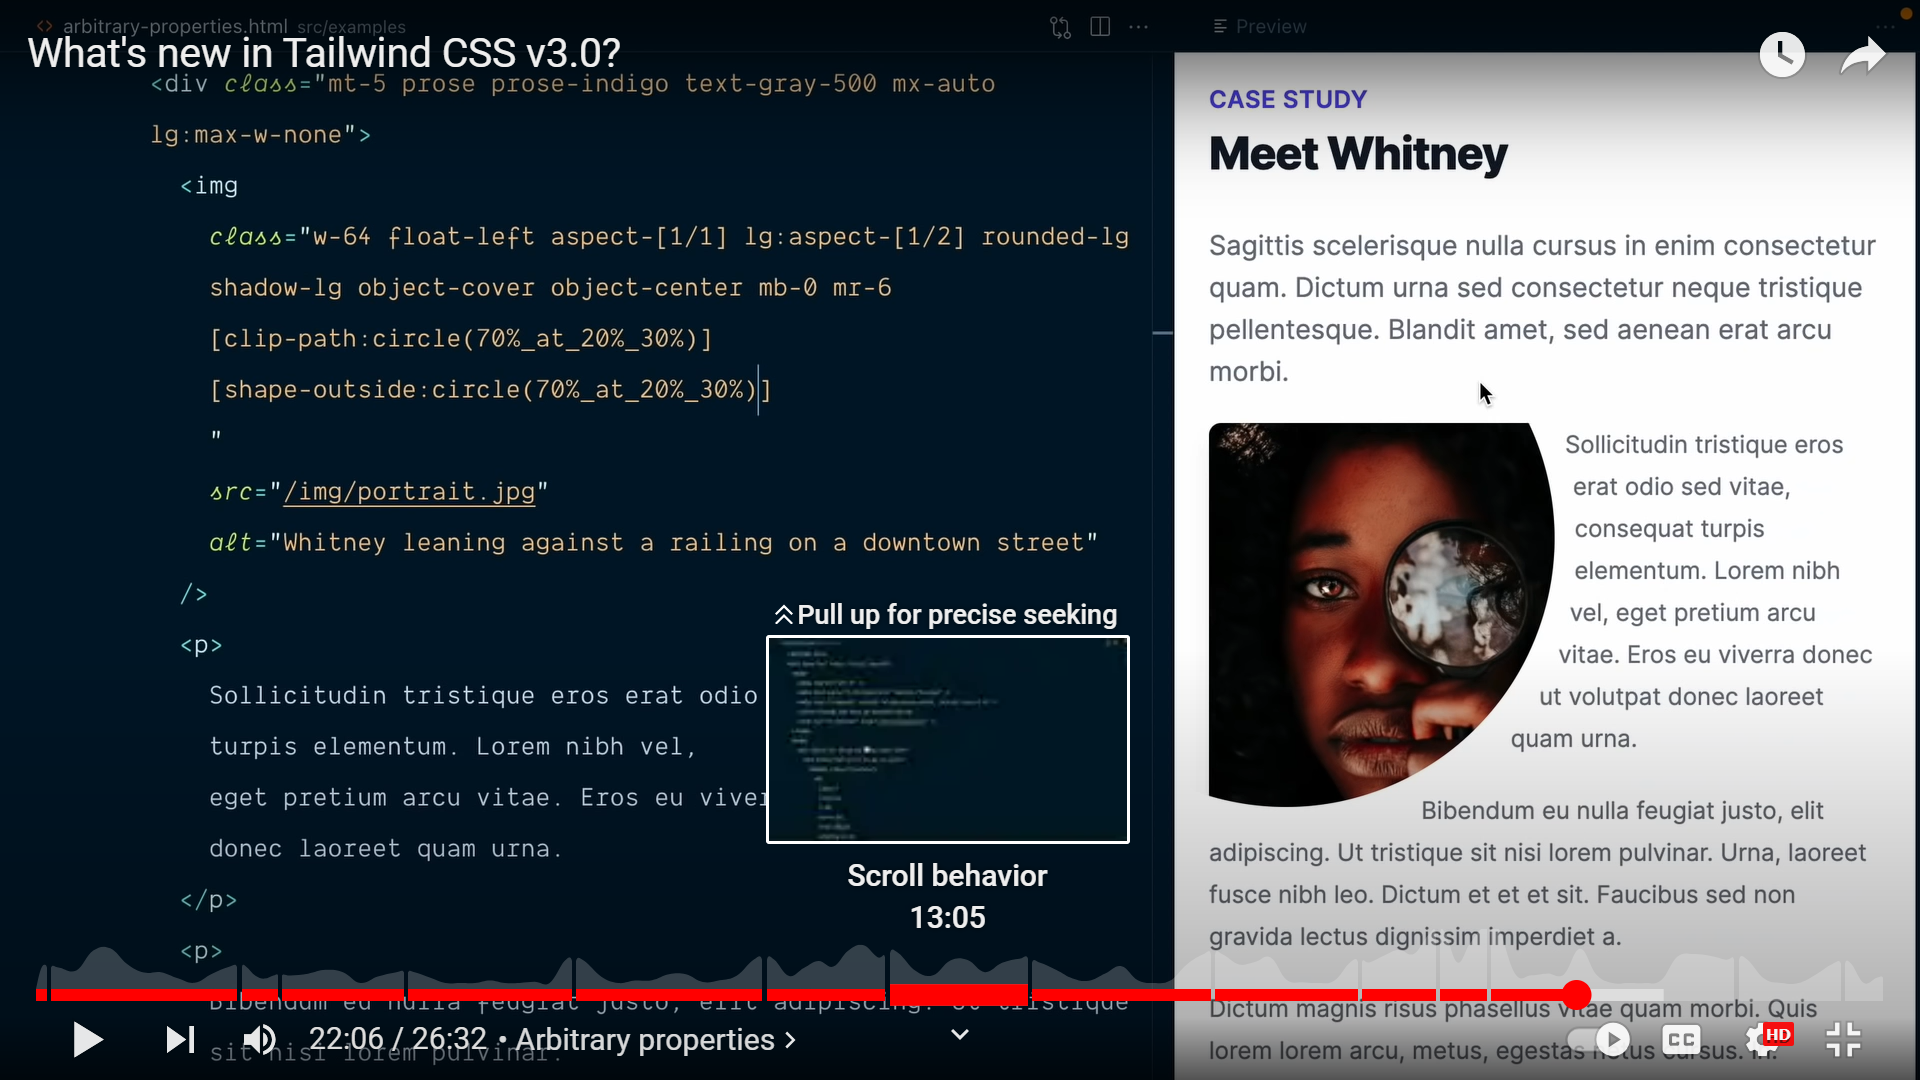 arbitrary-properties.html src/examples
Preview
What's new in Tailwind CSS v3.0?
<div class="mt-5 prose prose-indigo text-gray-500 mx-auto
lg:max-w-none">
<img
class="w-64 float-left aspect-[1/1] lg:aspect-[1/2] rounded-lg
shadow-lg object-cover object-center mb-0 mr-6
[clip-path:circle(70%_at_20%_30%)]
[shape-outside:circle(70%_at_20%_30%)]
"
src="/img/portrait.jpg"
alt="Whitney leaning against a railing on a downtown street"
/>
<p>
Sollicitudin tristique eros erat odio
turpis elementum. Lorem nibh vel,
eget pretium arcu vitae. Eros eu viver
donec laoreet quam urna.
</p>
<p>
Bibendum eu nulla feugiat justo, elit adipiscing. Ut tristique
sit nisi lorem pulvinar.
CASE STUDY
Meet Whitney
Sagittis scelerisque nulla cursus in enim consectetur
quam. Dictum urna sed consectetur neque tristique
pellentesque. Blandit amet, sed aenean erat arcu
morbi.
Sollicitudin tristique eros
erat odio sed vitae,
consequat turpis
elementum. Lorem nibh
vel, eget pretium arcu
vitae. Eros eu viverra donec
ut volutpat donec laoreet
quam urna.
Bibendum eu nulla feugiat justo, elit
adipiscing. Ut tristique sit nisi lorem pulvinar. Urna, laoreet
fusce nibh leo. Dictum et et et sit. Faucibus sed non
gravida lectus dignissim imperdiet a.
Dictum magnis risus phasellus vitae quam morbi. Quis
lorem lorem arcu, metus, egestas netus cursus. In.
Pull up for precise seeking
Scroll behavior
13:05
22:06 / 26:32 • Arbitrary properties >
CC
HD